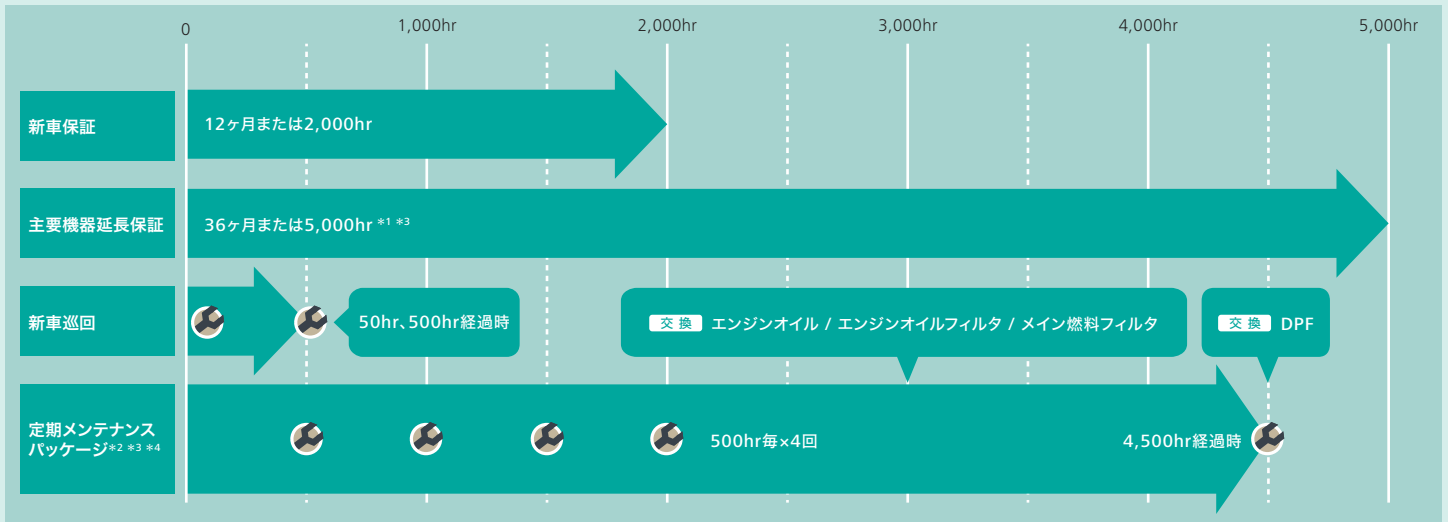 0
1,000hr
2,000hr
3,000hr
4,000hr
5,000hr
新車保証
12ヶ月または2,000hr
主要機器延長保証
36ヶ月または5,000hr *1 *3
新車巡回
50hr、500hr経過時
交換 エンジンオイル / エンジンオイルフィルタ / メイン燃料フィルタ
交換 DPF
定期メンテナンス
パッケージ*2 *3 *4
500hr毎×4回
4,500hr経過時